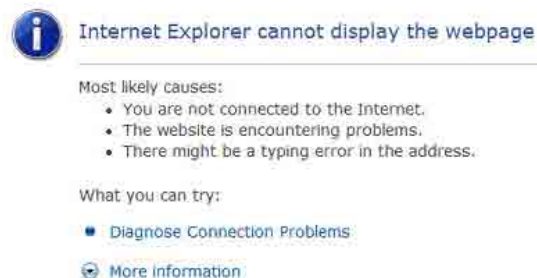 Internet Explorer cannot display the webpage
Most likely causes:
• You are not connected to the Internet.
• The website is encountering problems.
• There might be a typing error in the address.
What you can try:
• Diagnose Connection Problems
More information